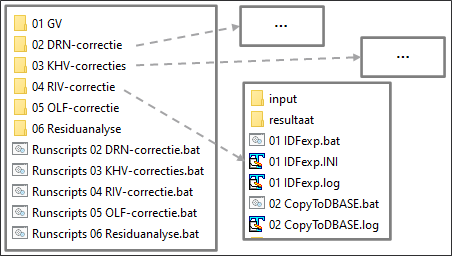 01 GV
02 DRN-correctie
03 KHV-correcties
04 RIV-correctie
05 OLF-correctie
06 Residuanalyse
Runscripts 02 DRN-correctie.bat
Runscripts 03 KHV-correcties.bat
Runscripts 04 RIV-correctie.bat
Runscripts 05 OLF-correctie.bat
Runscripts 06 Residuanalyse.bat
...
...
input
resultaat
01 IDFexp.bat
01 IDFexp.INI
01 IDFexp.log
02 CopyToDBASE.bat
02 CopyToDBASE.log